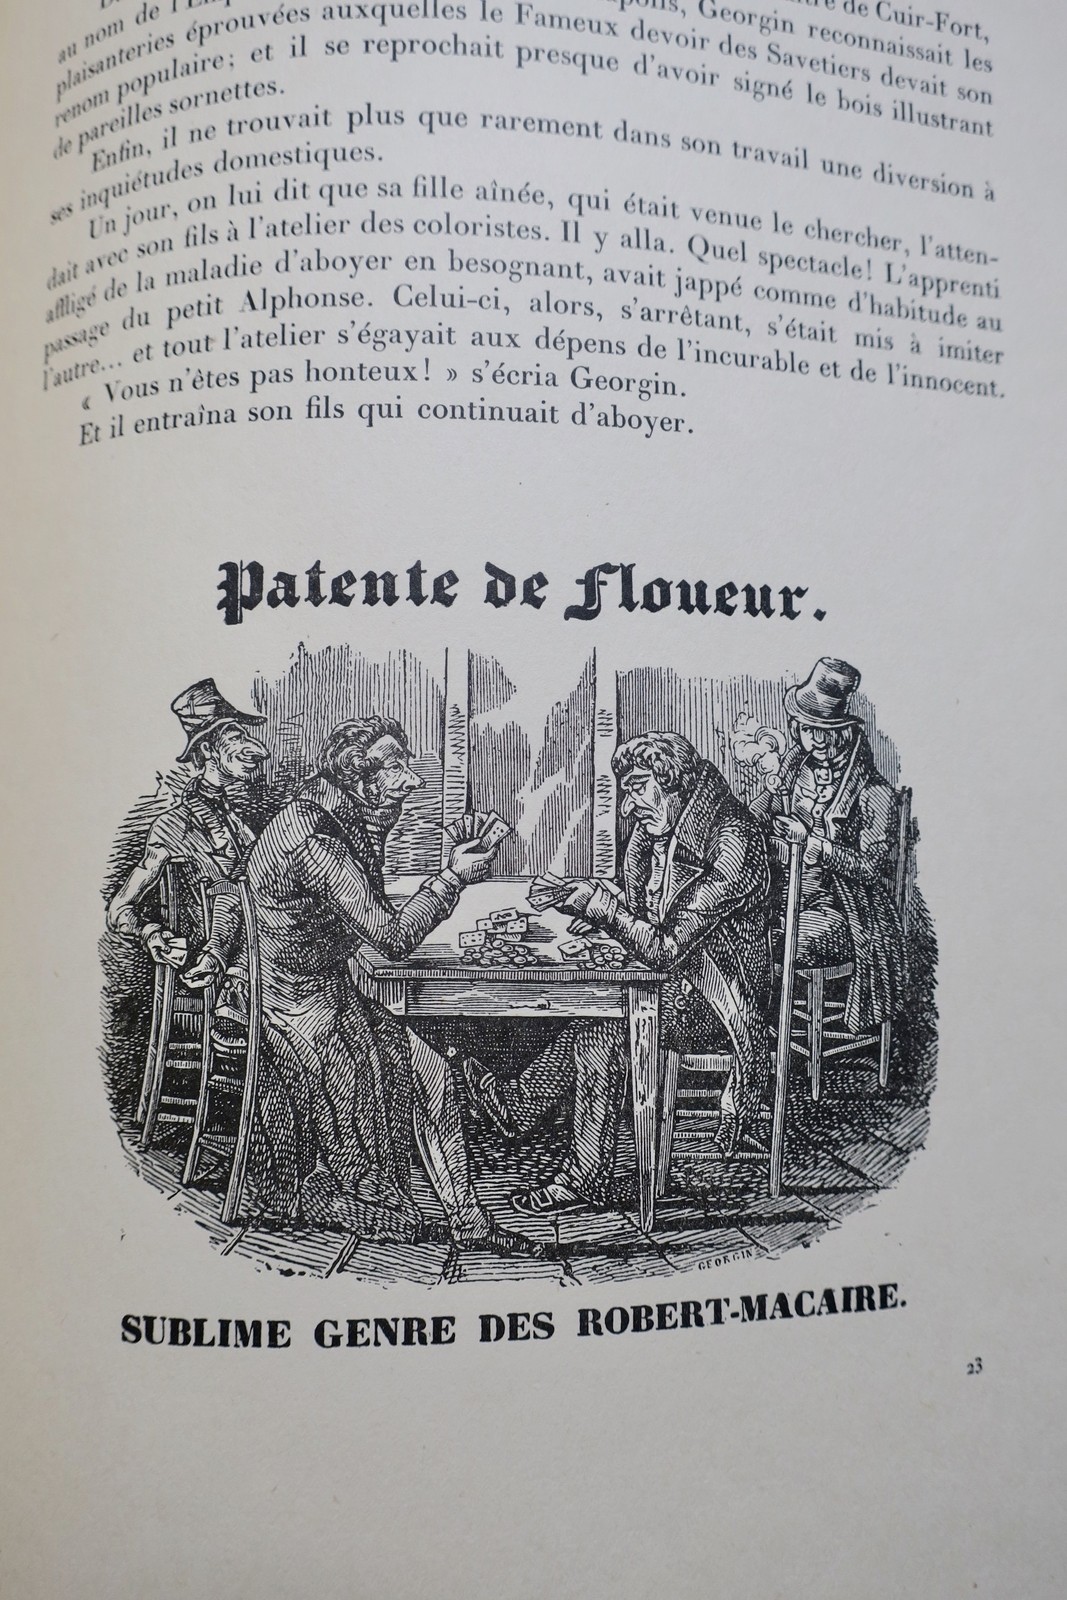 au nom de
Georgin reconnaissait les
de Cuir-Fort,
plaisanteries éprouvées auxquelles le Fameux devoir des Savetiers devait son
renom populaire; et il se reprochait presque d'avoir signé le bois illustrant
de pareilles sornettes.
Enfin, il ne trouvait plus que rarement dans son travail une diversion à
ses inquiétudes domestiques.
Un jour, on lui dit que sa fille aînée, qui était venue le chercher, l'atten-
dait avec son fils à l'atelier des coloristes. Il y alla. Quel spectacle! L'apprenti
affligé de la maladie d'aboyer en besognant, avait jappé comme d'habitude au
passage du petit Alphonse. Celui-ci, alors, s'arrêtant, s'était mis à imiter
l'autre... et tout l'atelier s'égayait aux dépens de l'incurable et de l'innocent.
« Vous n'êtes pas honteux! » s'écria Georgin.
Et il entraîna son fils qui continuait d'aboyer.
Patente de Floueur.
GEORGIN
SUBLIME GENRE DES ROBERT-MACAIRE.
23